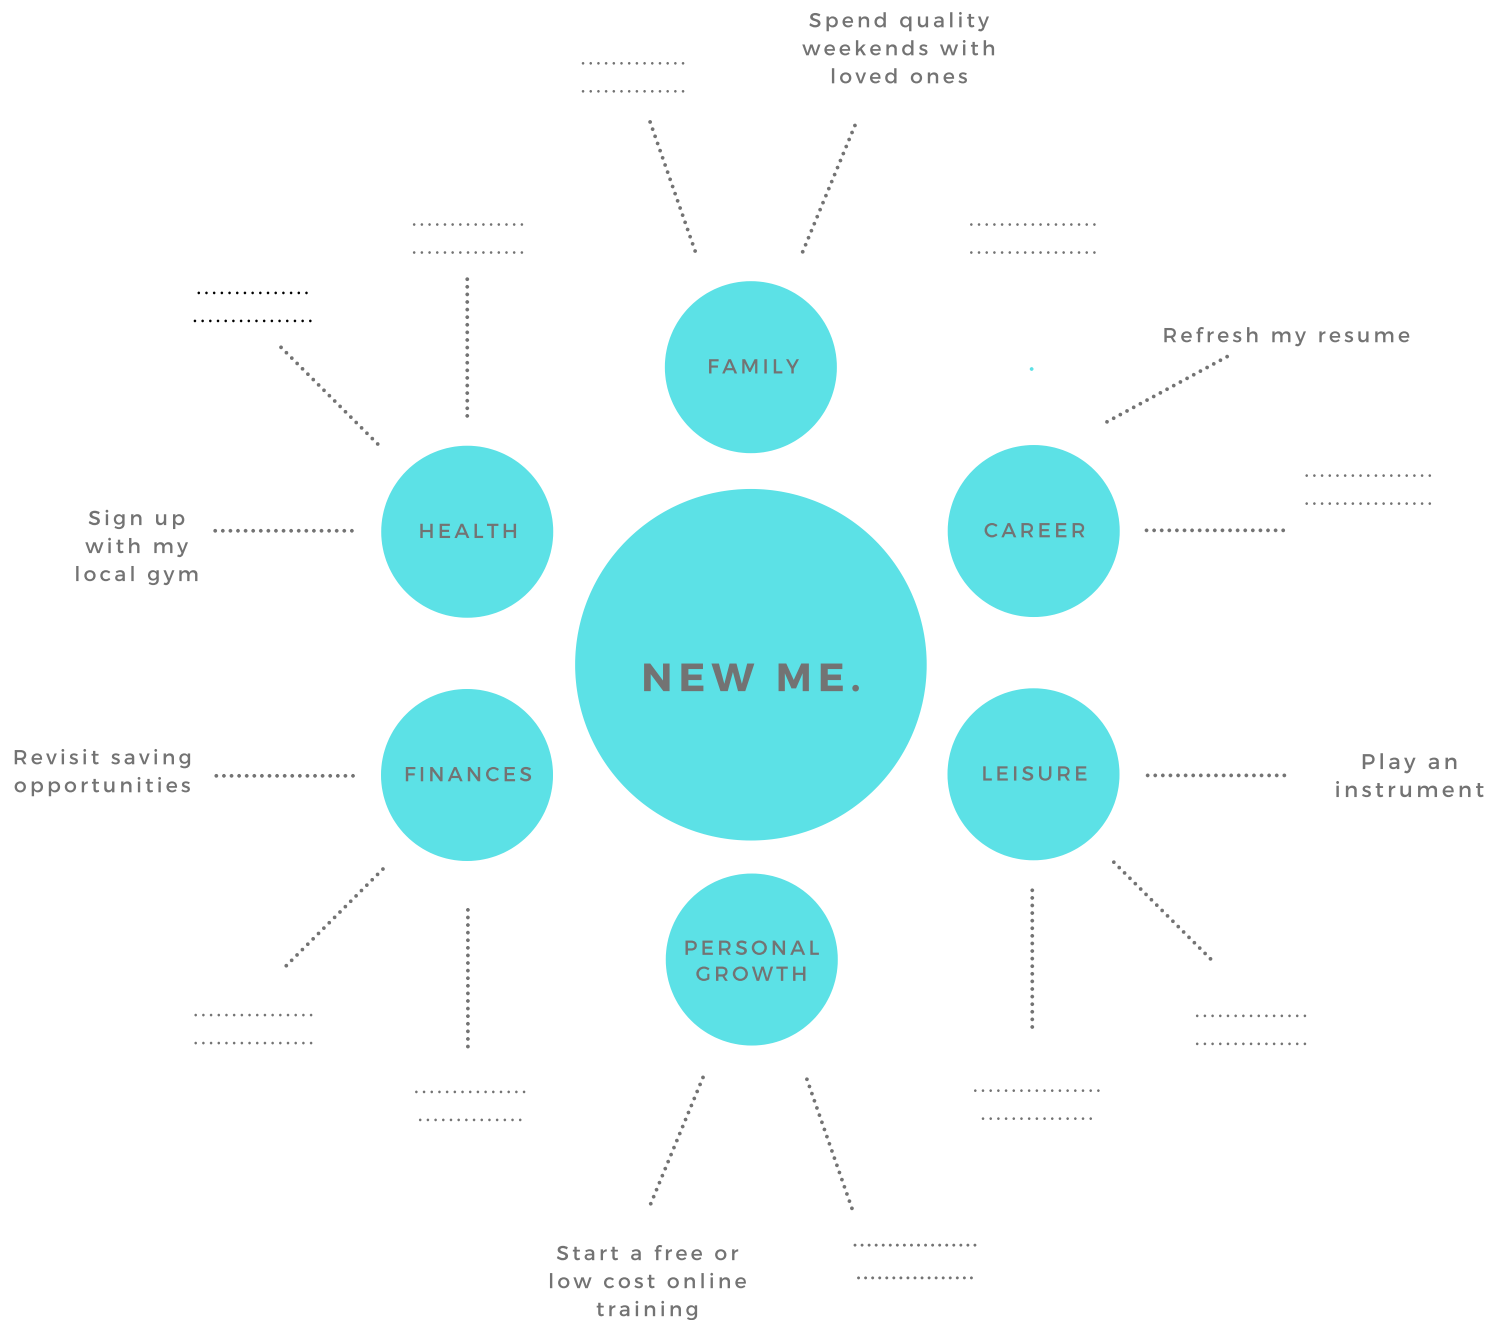 Spend quality
weekends with
loved ones
Refresh my resume
FAMILY
Sign up
with my
local gym
HEALTH
CAREER
NEW ME.
Revisit saving
opportunities
FINANCES
LEISURE
Play an
instrument
PERSONAL
GROWTH
Start a free or
low cost online
training